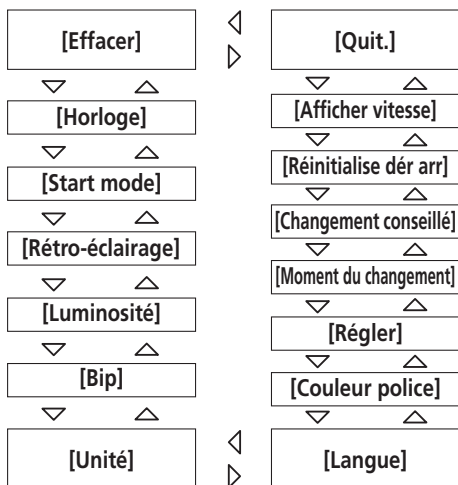 [Effacer]
[Horloge]
[Start mode]
[Rétro-éclairage]
[Luminosité]
[Bip]
[Unité]
[Quit.]
[Afficher vitesse]
[Réinitialise dér arr]
[Changement conseillé]
[Moment du changement]
[Régler]
[Couleur police]
[Langue]